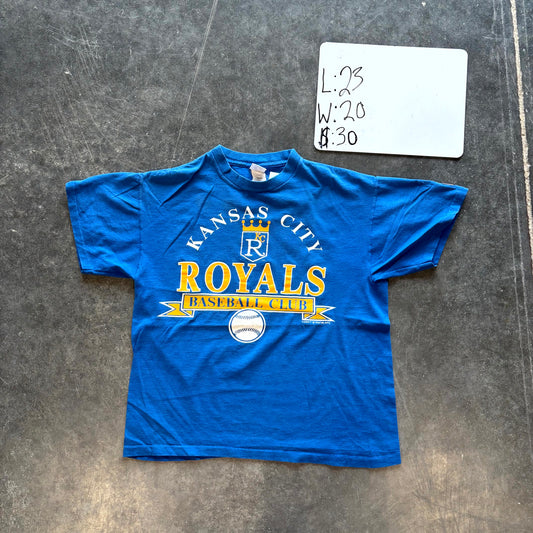 L:23
W:20
$:30
KANSAS CITY
KC
R
ROYALS
BASEBALL CLUB